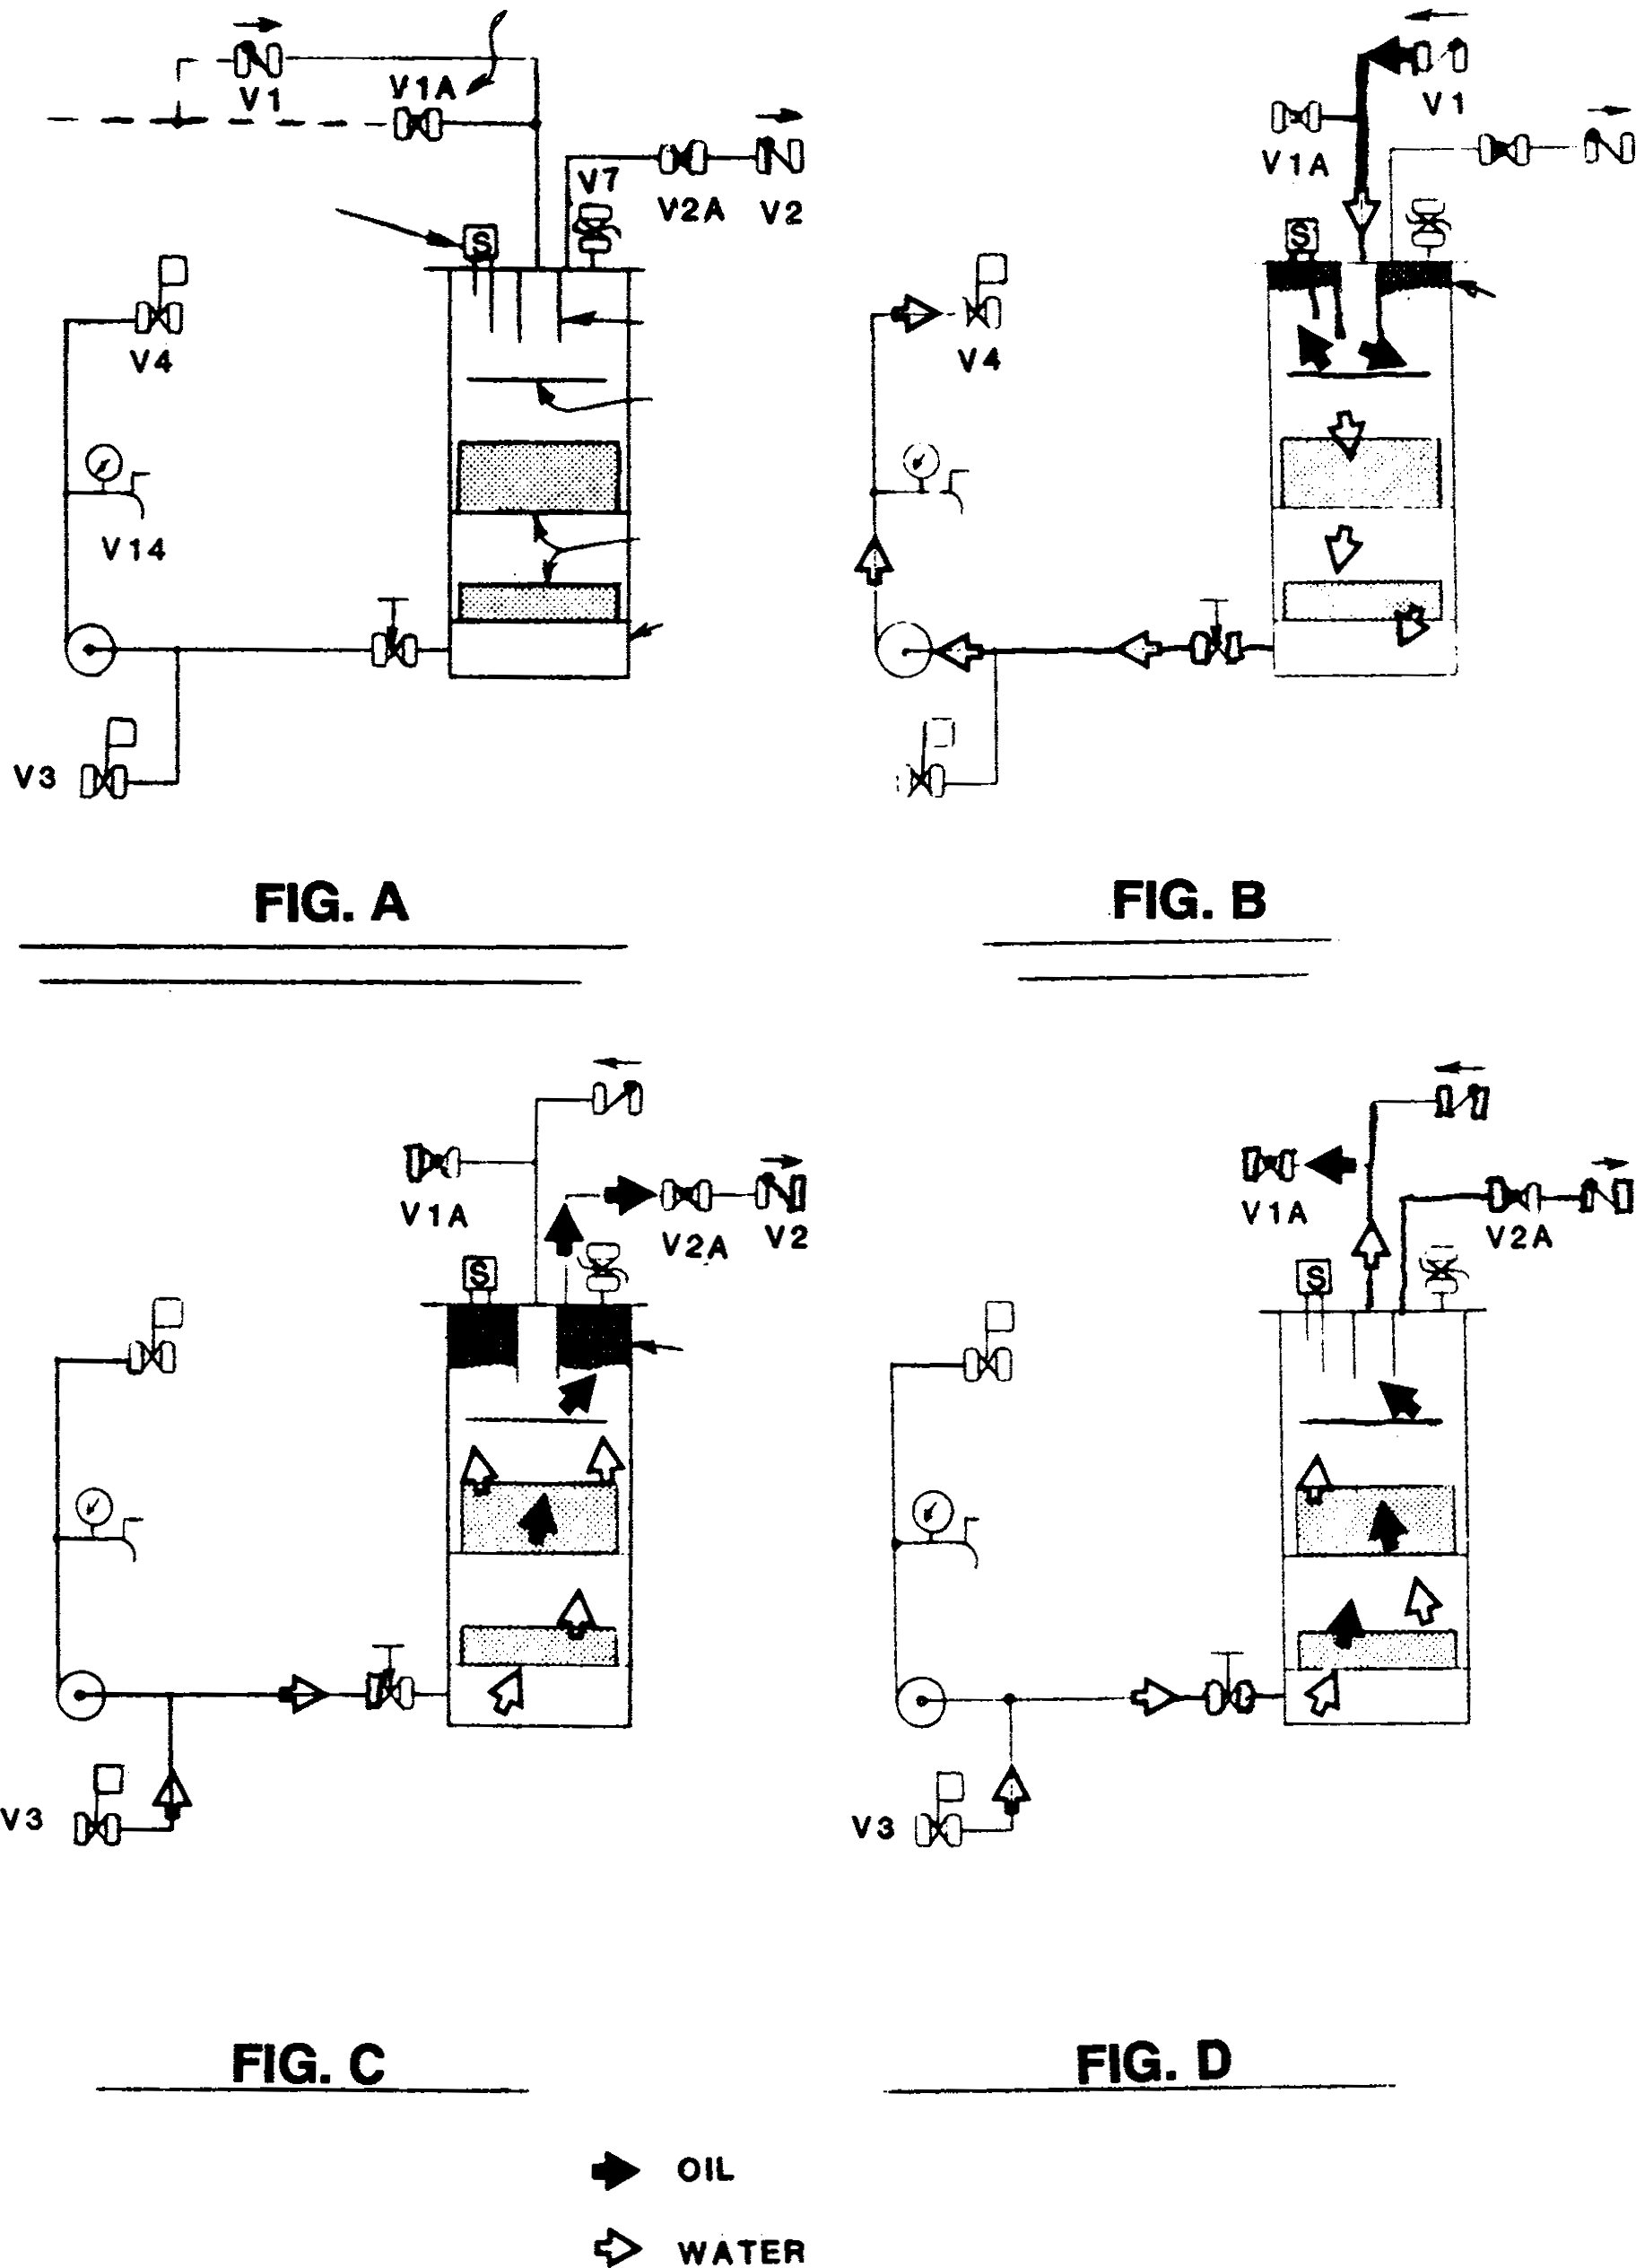 V1
V1A
V7
V2A V2
S
V4
V14
V3
FIG. A
V1
V1A
S
V4
FIG. B
V1A
V2A V2
S
V3
FIG. C
V1A
V2A
S
V3
FIG. D
OIL
WATER